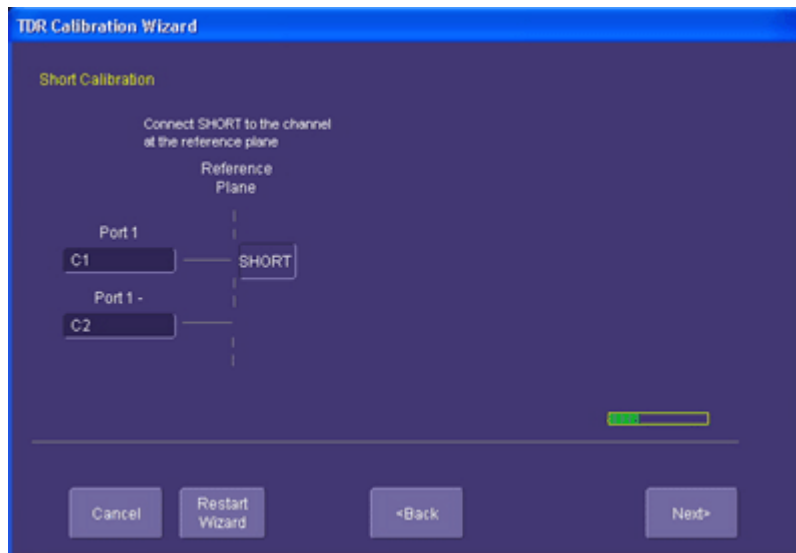 TDR Calibration Wizard
Short Calibration
Connect SHORT to the channel
at the reference plane
Reference
Plane
Port 1
C1
SHORT
Port 1 -
C2
Cancel
Restart
Wizard
<Back
Next>